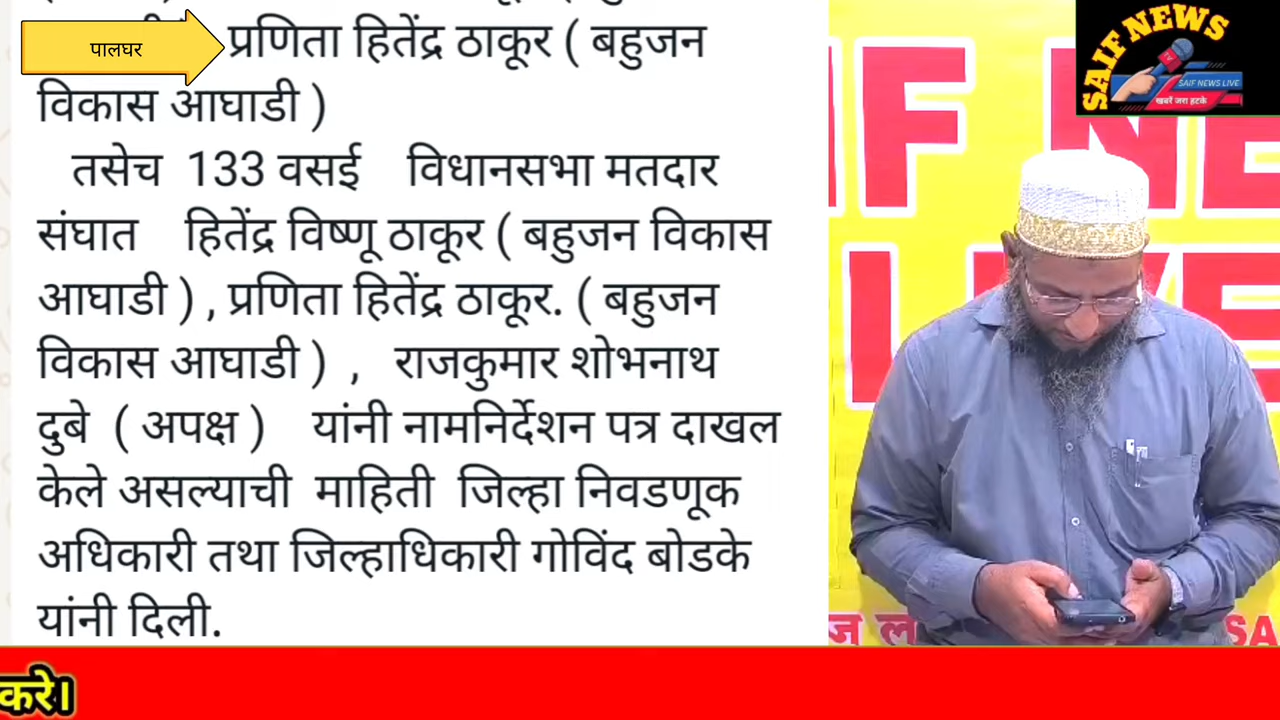 पालघर
प्रणिता हितेंद्र ठाकूर ( बहुजन
विकास आघाडी )
तसेच 133 वसई विधानसभा मतदार
संघात हितेंद्र विष्णू ठाकूर ( बहुजन विकास
आघाडी ) , प्रणिता हितेंद्र ठाकूर. ( बहुजन
विकास आघाडी ) , राजकुमार शोभनाथ
दुबे ( अपक्ष ) यांनी नामनिर्देशन पत्र दाखल
केले असल्याची माहिती जिल्हा निवडणूक
अधिकारी तथा जिल्हाधिकारी गोविंद बोडके
यांनी दिली.
SAIF NEWS
SAIF NEWS LIVE
खबरें जरा हटके
करे।